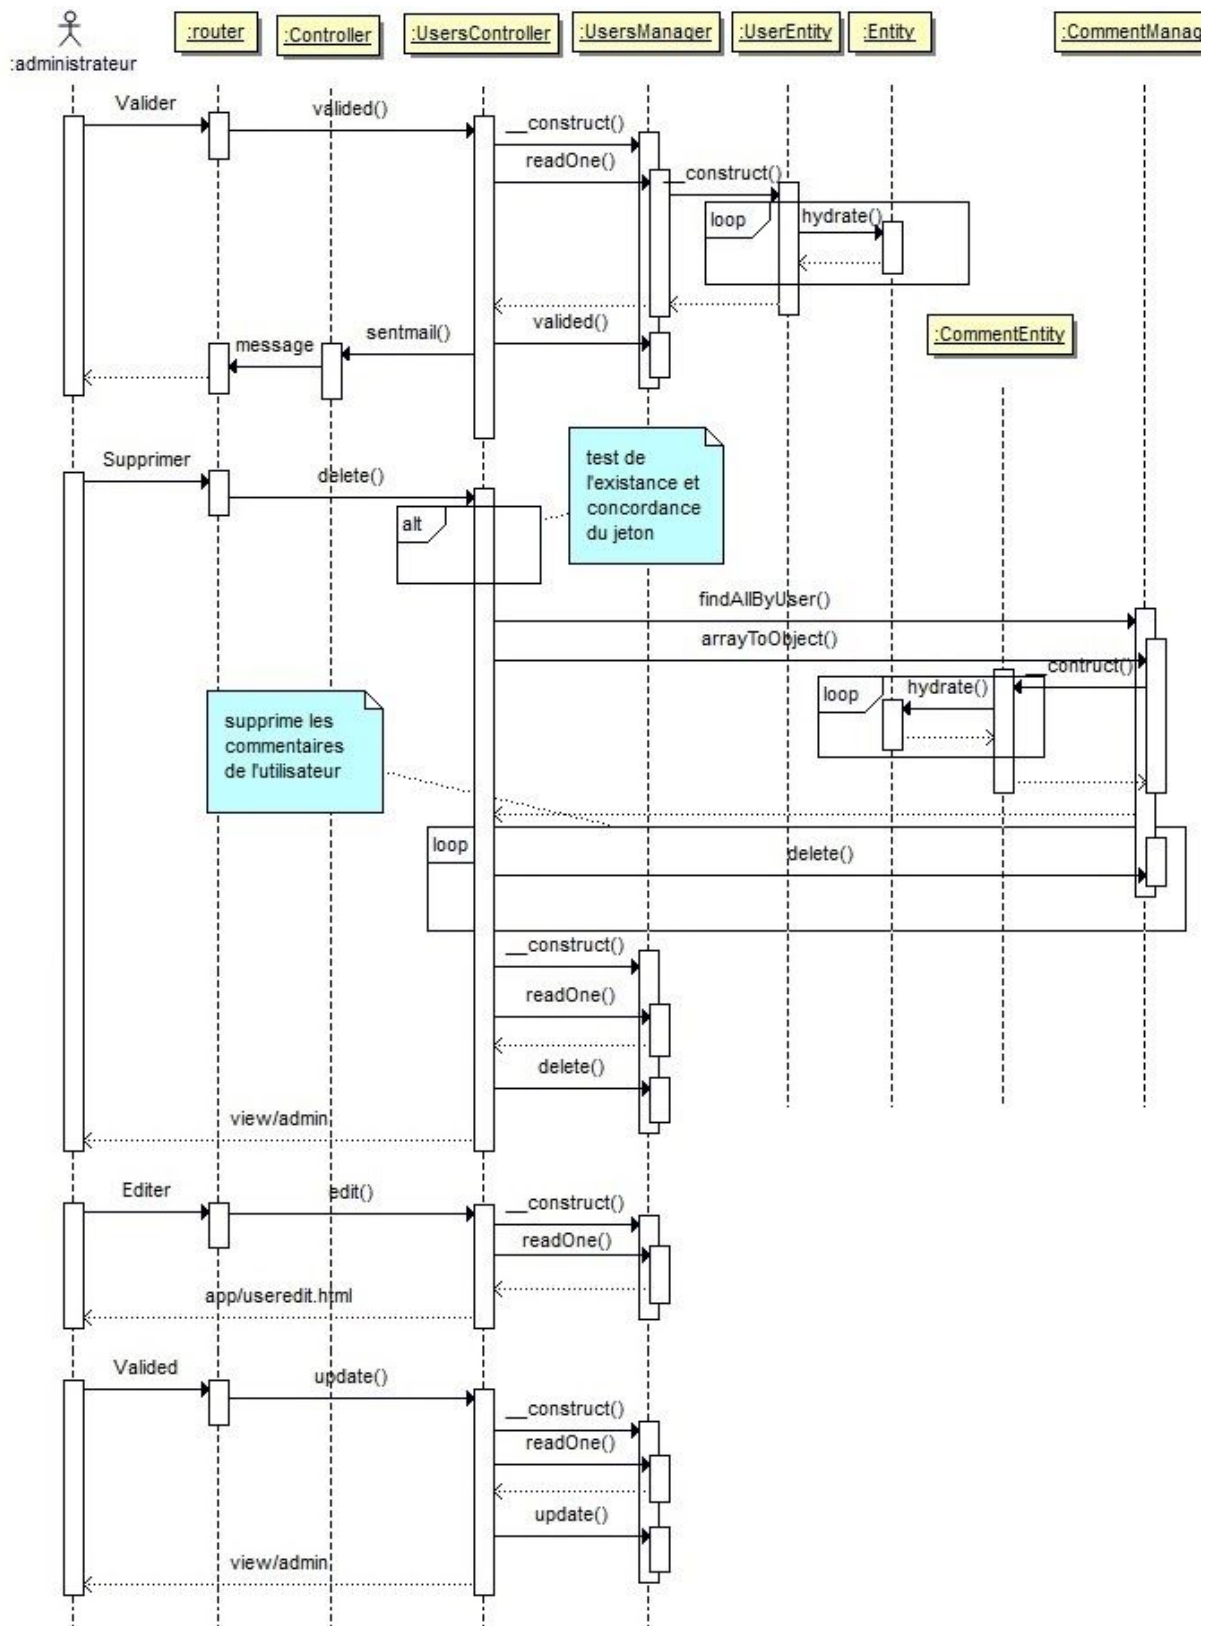 :router
:Controller
:UsersController
:UsersManager
:UserEntity
:Entity
:CommentManag
:administrateur
Valider
valided()
__construct()
readOne()
__construct()
loop
hydrate()
valided()
sentmail()
message
:CommentEntity
Supprimer
delete()
test de
l'existance et
concordance
du jeton
alt
findAllByUser()
arrayToObject()
__contruct()
loop
hydrate()
supprime les
commentaires
de l'utilisateur
loop
delete()
__construct()
readOne()
delete()
view/admin
Editer
edit()
__construct()
readOne()
app/useredit.html
Valided
update()
__construct()
readOne()
update()
view/admin